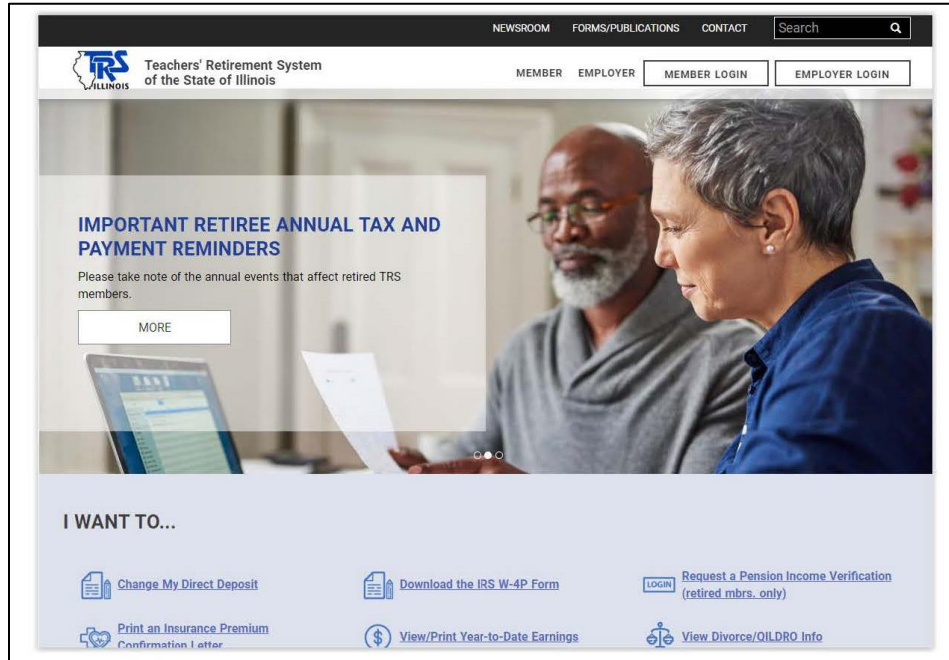 NEWSROOM FORMS/PUBLICATIONS CONTACT Search
TRS
ILLINOIS
Teachers' Retirement System
of the State of Illinois
MEMBER EMPLOYER MEMBER LOGIN EMPLOYER LOGIN
IMPORTANT RETIREE ANNUAL TAX AND
PAYMENT REMINDERS
Please take note of the annual events that affect retired TRS
members.
MORE
I WANT TO...
Change My Direct Deposit
Download the IRS W-4P Form
LOGIN
Request a Pension Income Verification
(retired mbrs. only)
Print an Insurance Premium
Confirmation Letter
$
View/Print Year-to-Date Earnings
View Divorce/QILDRO Info